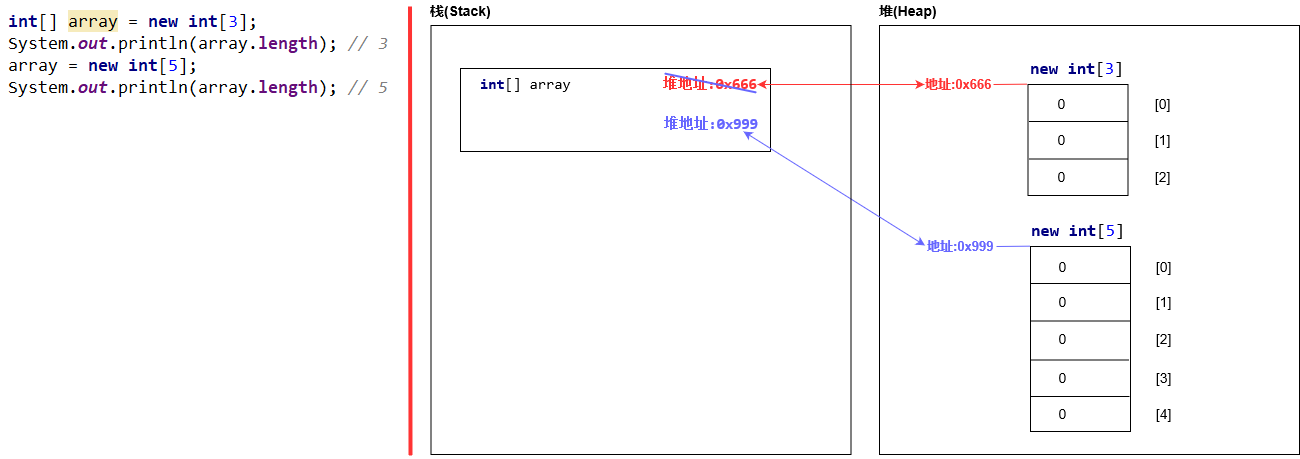 int[] array = new int[3];
System.out.println(array.length); // 3
array = new int[5];
System.out.println(array.length); // 5
栈(Stack)
int[] array 堆地址:0x666
堆地址:0x999
堆(Heap)
new int[3]
地址:0x666
0 [0]
0 [1]
0 [2]
new int[5]
地址:0x999
0 [0]
0 [1]
0 [2]
0 [3]
0 [4]